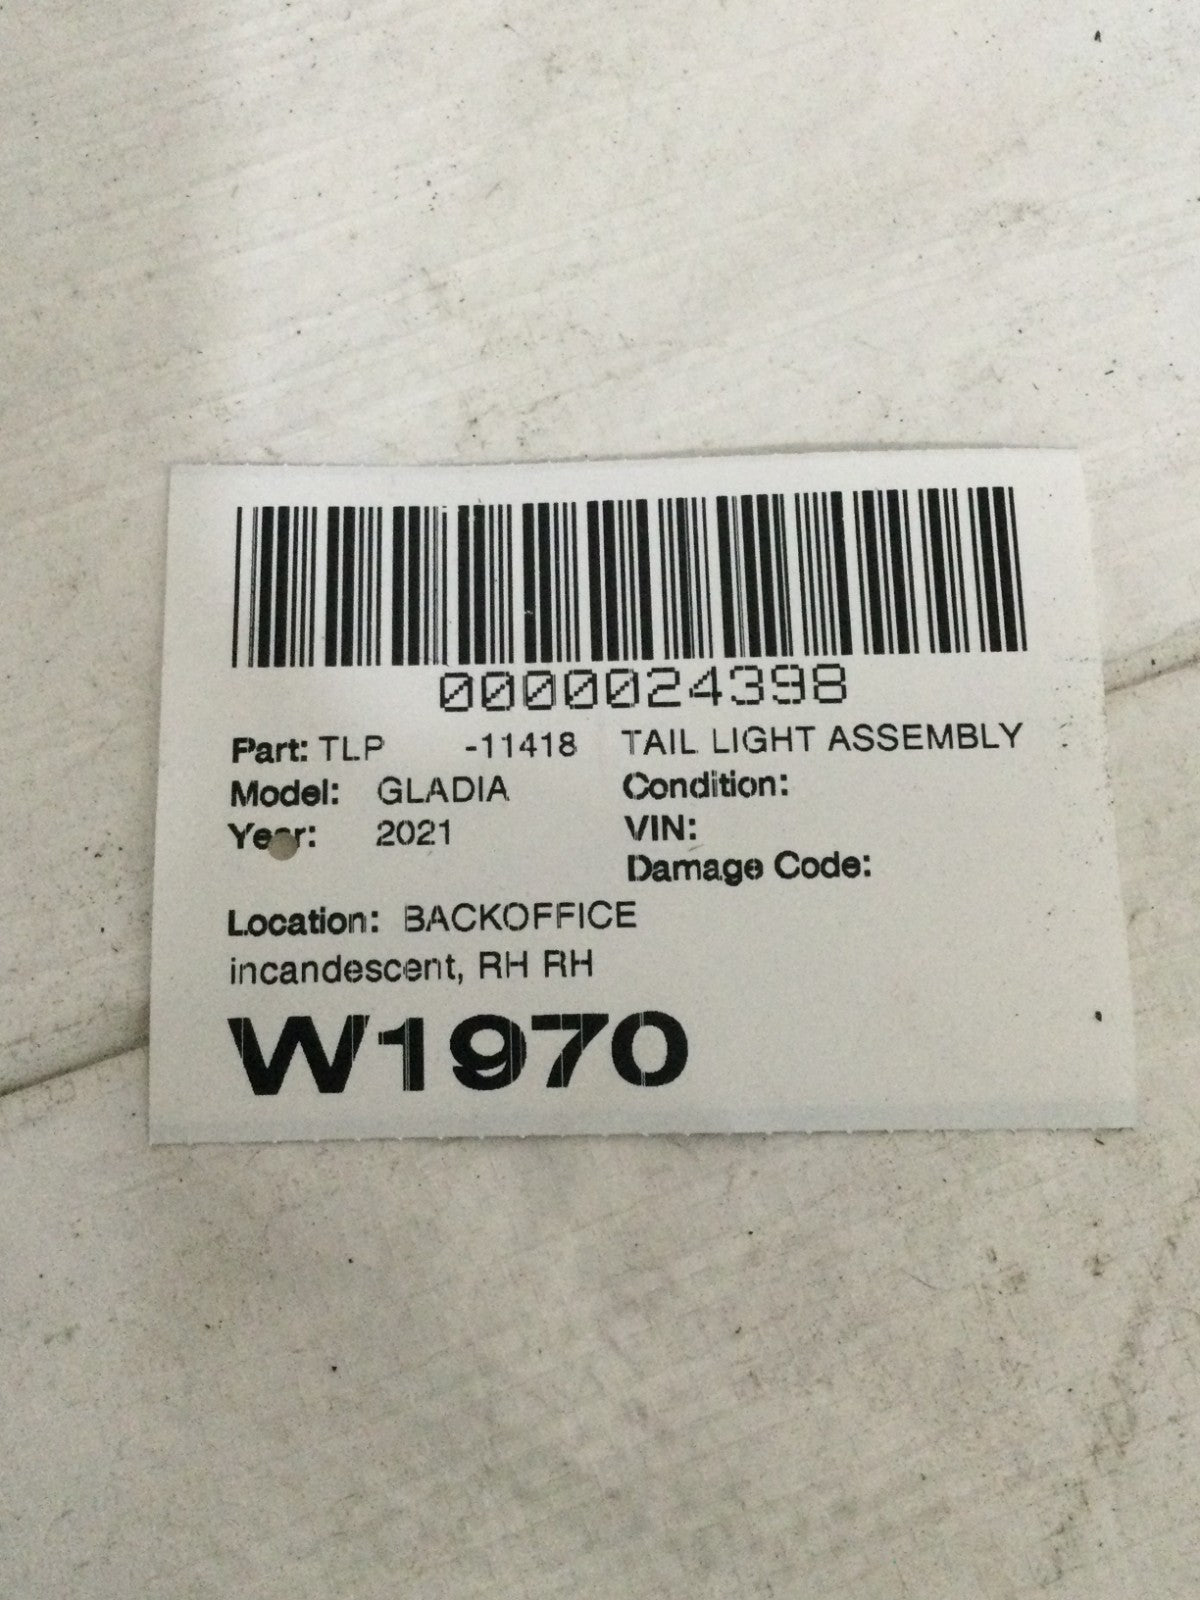 0000024398
Part: TLP -11418 TAIL LIGHT ASSEMBLY
Model: GLADIA Condition:
Year: 2021 VIN:
Damage Code:
Location: BACKOFFICE
incandescent, RH RH
W1970